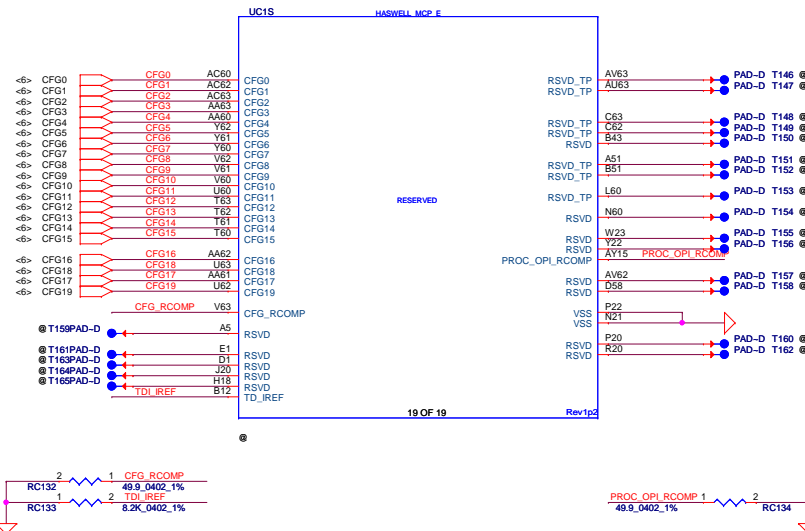 UC1S HASWELL_MCP_E
<6> CFG0 CFG0 AC60 CFG0 RSVD_TP AV63 PAD-D T146 @
<6> CFG1 CFG1 AC62 CFG1 RSVD_TP AU63 PAD-D T147 @
<6> CFG2 CFG2 AC63 CFG2
<6> CFG3 CFG3 AA63 CFG3
<6> CFG4 CFG4 AA60 CFG4 RSVD_TP C63 PAD-D T148 @
<6> CFG5 CFG5 Y62 CFG5 RSVD_TP C62 PAD-D T149 @
<6> CFG6 CFG6 Y61 CFG6 RSVD B43 PAD-D T150 @
<6> CFG7 CFG7 Y60 CFG7
<6> CFG8 CFG8 V62 CFG8 RSVD_TP A51 PAD-D T151 @
<6> CFG9 CFG9 V61 CFG9 RSVD_TP B51 PAD-D T152 @
<6> CFG10 CFG10 V60 CFG10
<6> CFG11 CFG11 U60 CFG11 RSVD_TP L60 PAD-D T153 @
<6> CFG12 CFG12 T63 CFG12 RESERVED
<6> CFG13 CFG13 T62 CFG13 RSVD N60 PAD-D T154 @
<6> CFG14 CFG14 T61 CFG14
<6> CFG15 CFG15 T60 CFG15 RSVD W23 PAD-D T155 @
RSVD Y22 PAD-D T156 @
<6> CFG16 CFG16 AA62 CFG16 PROC_OPI_RCOMP AY15 PROC_OPI_RCOMP
<6> CFG18 CFG18 U63 CFG18
<6> CFG17 CFG17 AA61 CFG17 RSVD AV62 PAD-D T157 @
<6> CFG19 CFG19 U62 CFG19 RSVD D58 PAD-D T158 @
CFG_RCOMP V63 CFG_RCOMP VSS P22
VSS N21
@ T159PAD-D A5 RSVD
@ T161PAD-D E1 RSVD RSVD P20 PAD-D T160 @
@ T163PAD-D D1 RSVD RSVD R20 PAD-D T162 @
@ T164PAD-D J20 RSVD
@ T165PAD-D H18 RSVD
TDI_IREF B12 TD_IREF
19 OF 19 Rev1p2
@
RC132 2 1 CFG_RCOMP
49.9_0402_1%
RC133 1 2 TDI_IREF
8.2K_0402_1%
PROC_OPI_RCOMP 1 2 RC134
49.9_0402_1%